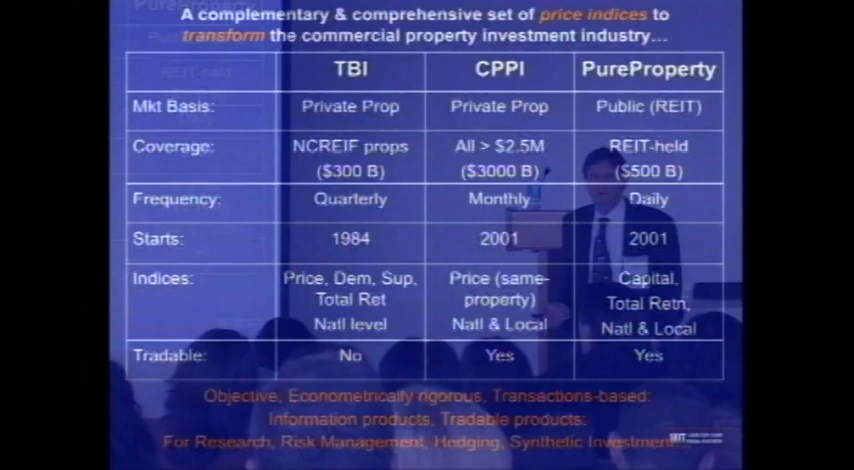 A complementary & comprehensive set of price indices to
transform the commercial property investment industry…
TBI CPPI PureProperty
Mkt Basis: Private Prop Private Prop Public (REIT)
Coverage: NCREIF props All > $2.5M REIT-held
($300 B) ($3000 B) ($500 B)
Frequency: Quarterly Monthly Daily
Starts: 1984 2001 2001
Indices: Price, Dem, Sup, Price (same- Capital,
Total Ret property) Total Retn,
Natl level Natl & Local Natl & Local
Tradable: No Yes Yes
Objective, Econometrically rigorous, Transactions-based:
Information products, Tradable products:
For Research, Risk Management, Hedging, Synthetic Investment…
MIT